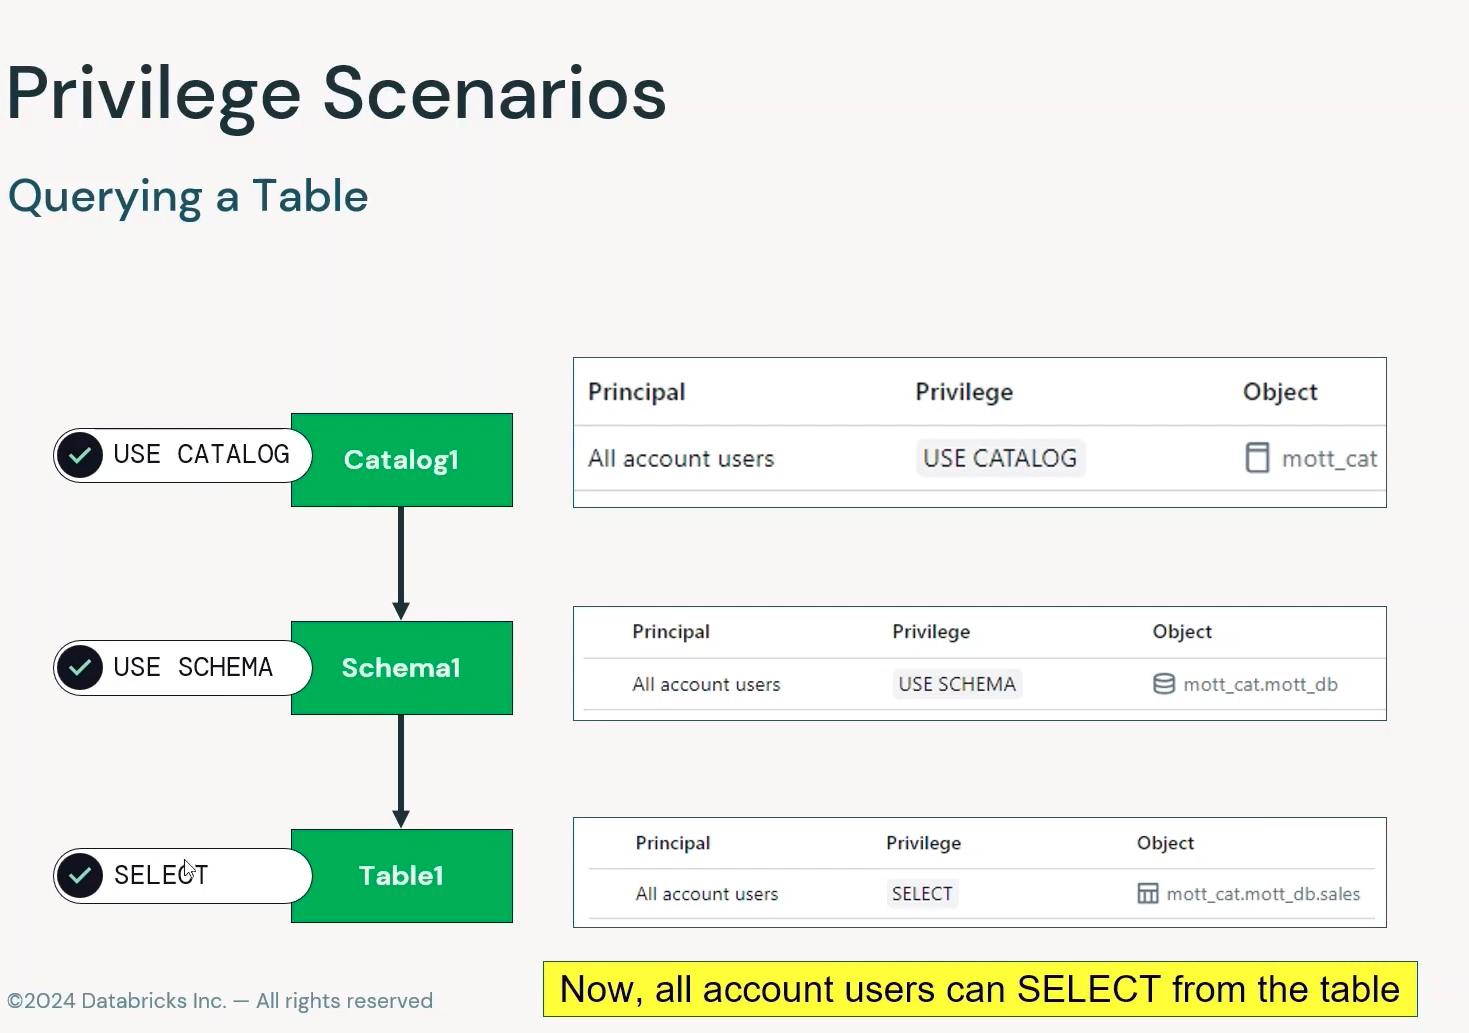 Privilege Scenarios
Querying a Table
USE CATALOG
Catalog1
Principal Privilege Object
All account users USE CATALOG mott_cat
USE SCHEMA
Schema1
Principal Privilege Object
All account users USE SCHEMA mott_cat.mott_db
SELECT
Table1
Principal Privilege Object
All account users SELECT mott_cat.mott_db.sales
©2024 Databricks Inc. — All rights reserved
Now, all account users can SELECT from the table